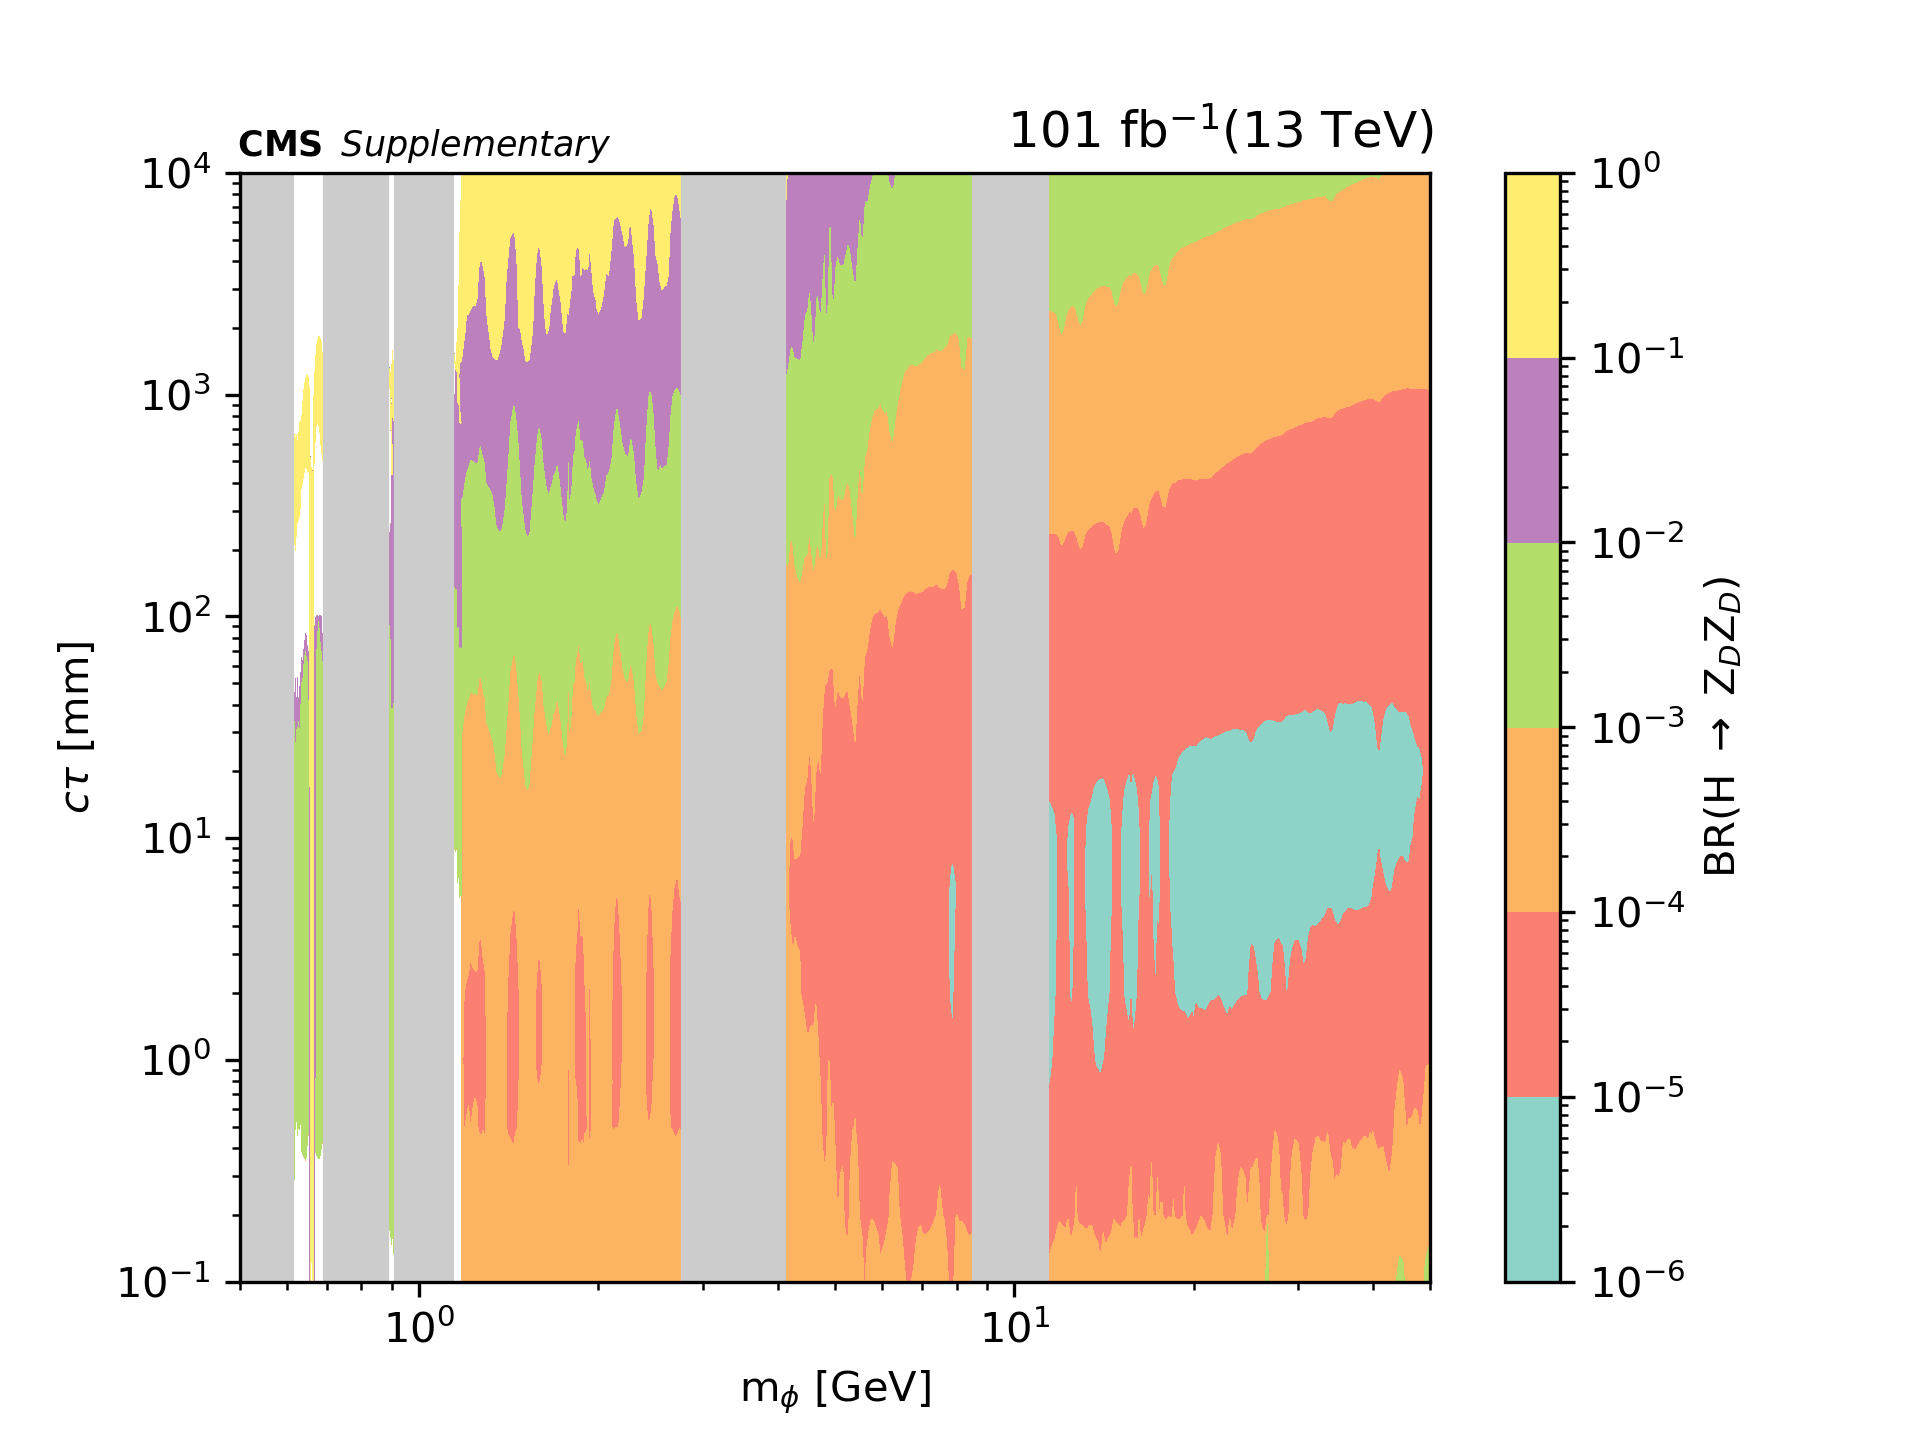 CMS Supplementary
101 fb⁻¹(13 TeV)
10⁴
10³
10²
10¹
10⁰
10⁻¹
cτ [mm]
10⁰ 10¹
m_ϕ [GeV]
10⁰
10⁻¹
10⁻²
10⁻³
10⁻⁴
10⁻⁵
10⁻⁶
BR(H → Z_D Z_D)